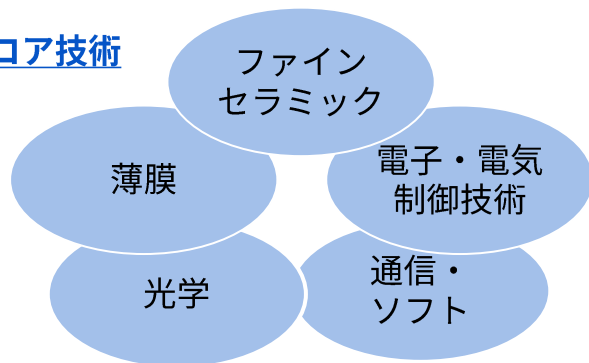 コア技術
ファイン
セラミック
薄膜
電子・電気
制御技術
光学
通信・
ソフト